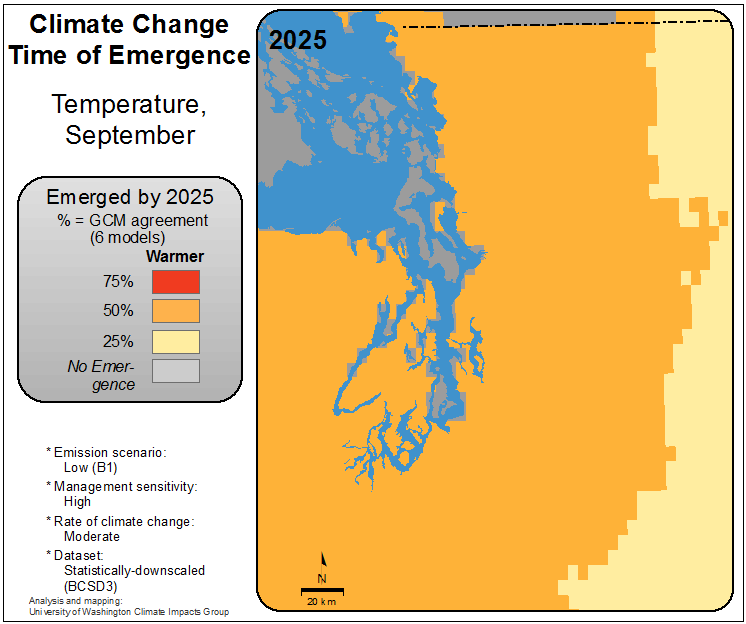 Climate Change
Time of Emergence
Temperature,
September
Emerged by 2025
% = GCM agreement
(6 models)
Warmer
75%
50%
25%
No Emer-
gence
* Emission scenario:
Low (B1)
* Management sensitivity:
High
* Rate of climate change:
Moderate
* Dataset:
Statistically-downscaled
(BCSD3)
Analysis and mapping:
University of Washington Climate Impacts Group
2025
N
20 km